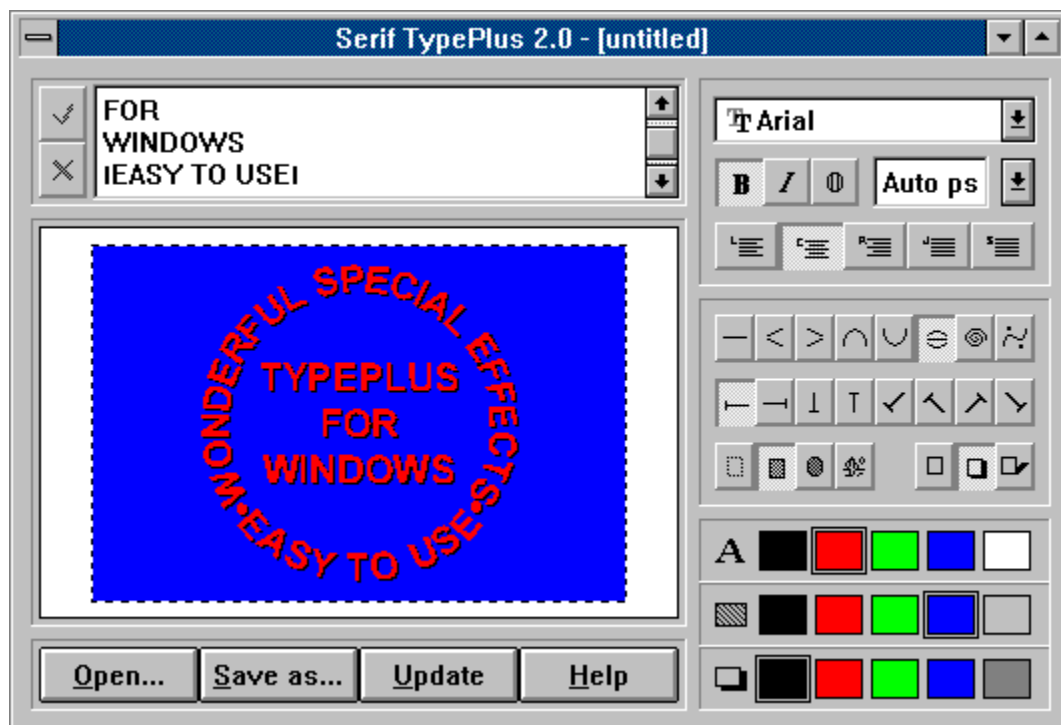 Serif TypePlus 2.0 - [untitled]
FOR
WINDOWS
|EASY TO USE|
Arial
B I O Auto ps
L C R J S
WONDERFUL SPECIAL EFFECTS
TYPEPLUS
FOR
WINDOWS
•EASY TO USE•
A
Open... Save as... Update Help